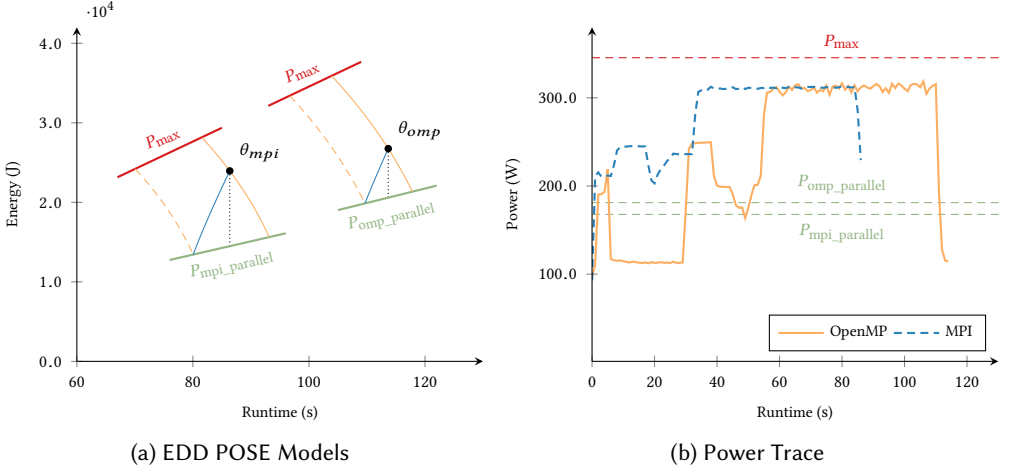 ·10⁴
4.0
3.0
2.0
1.0
0.0
60
80
100
120
Energy (J)
Runtime (s)
P_max
P_max
θ_mpi
θ_omp
P_mpi_parallel
P_omp_parallel
(a) EDD POSE Models
300.0
200.0
100.0
0
20
40
60
80
100
120
Power (W)
Runtime (s)
P_max
P_omp_parallel
P_mpi_parallel
OpenMP
MPI
(b) Power Trace